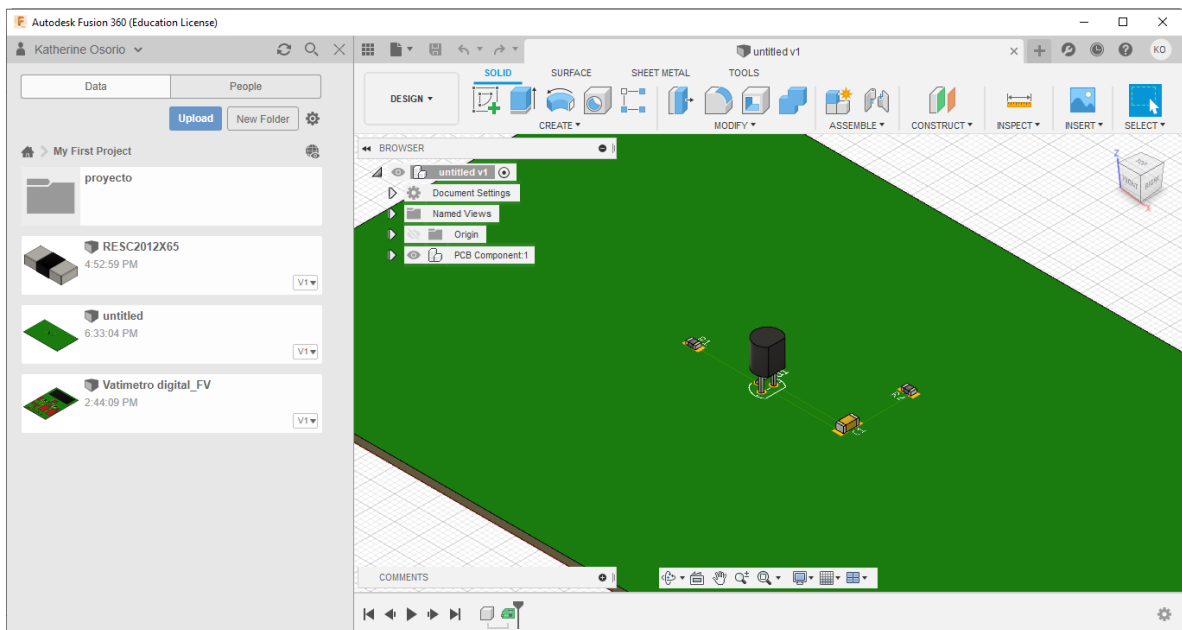 Autodesk Fusion 360 (Education License)
Katherine Osorio
untitled v1
KO
Data
People
Upload
New Folder
My First Project
proyecto
RESC2012X65
4:52:59 PM
V1
untitled
6:33:04 PM
V1
Vatimetro digital_FV
2:44:09 PM
V1
SOLID
SURFACE
SHEET METAL
TOOLS
DESIGN
CREATE
MODIFY
ASSEMBLE
CONSTRUCT
INSPECT
INSERT
SELECT
BROWSER
untitled v1
Document Settings
Named Views
Origin
PCB Component:1
Z
TOP
FRONT
RIGHT
X
COMMENTS